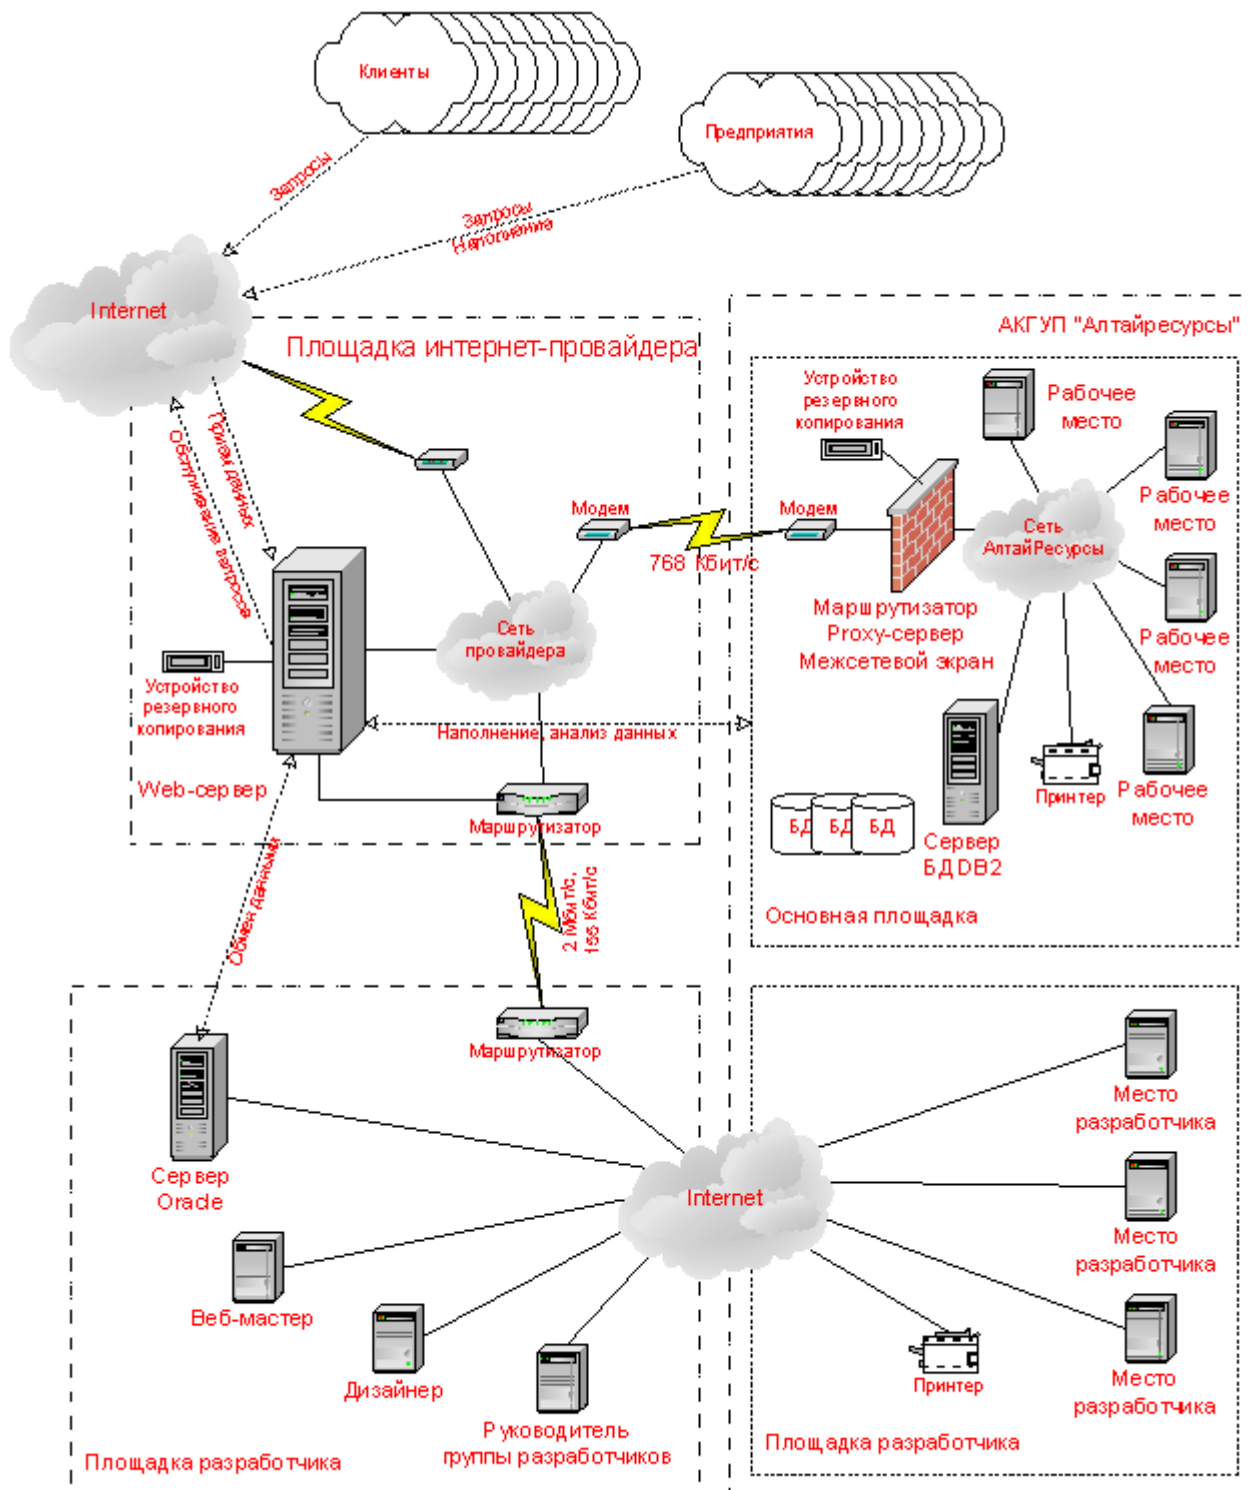 Клиенты
Предприятия
Запросы
Запросы
Наполнение
Internet
Площадка интернет-провайдера
АКГУП "Алтайресурсы"
Устройство
резервного
копирования
Рабочее
место
Рабочее
место
Прием данных
Обслуживание запросов
Модем
Модем
768 Кбит/с
Сеть
АлтайРесурсы
Маршрутизатор
Proxy-сервер
Межсетевой экран
Рабочее
место
Сеть
провайдера
Устройство
резервного
копирования
Наполнение, анализ данных
Web-сервер
Маршрутизатор
Принтер
Рабочее
место
БД
БД
БД
Сервер
БД DB2
Основная площадка
Обмен данными
2 Мбит/с,
Маршрутизатор
Место
разработчика
Сервер
Oracle
Internet
Место
разработчика
Веб-мастер
Дизайнер
Принтер
Место
разработчика
Руководитель
группы разработчиков
Площадка разработчика
Площадка разработчика